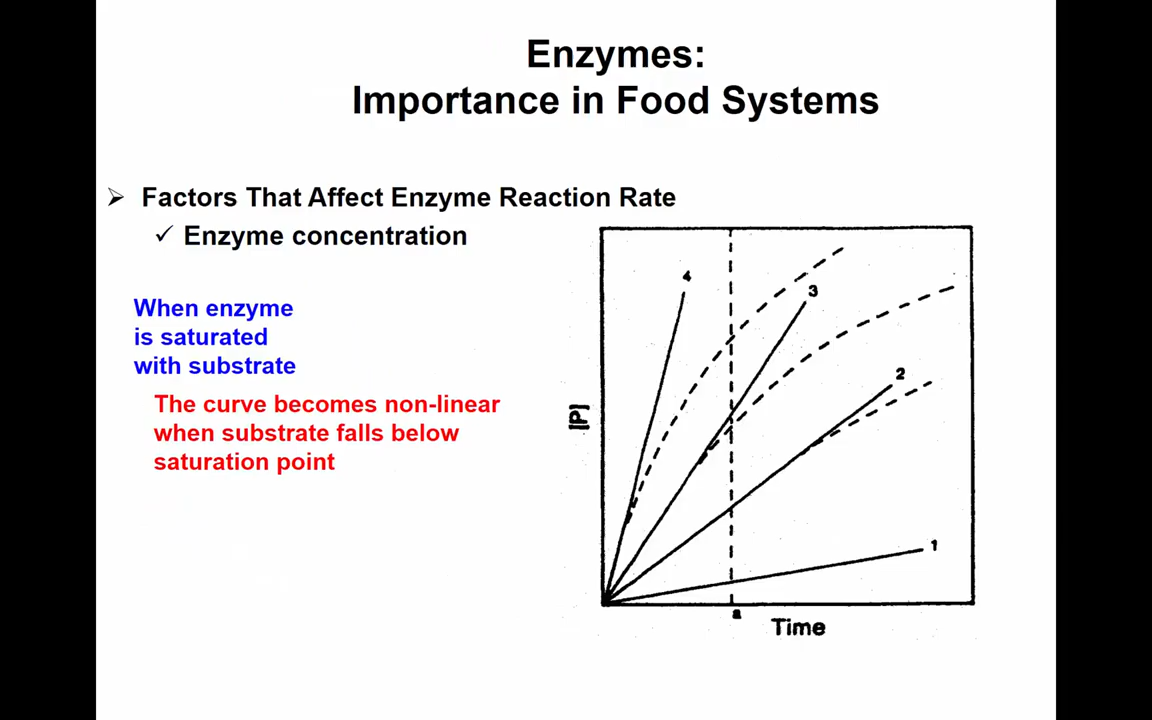 Enzymes:
Importance in Food Systems
Factors That Affect Enzyme Reaction Rate
Enzyme concentration
When enzyme
is saturated
with substrate
The curve becomes non-linear
when substrate falls below
saturation point
4
3
2
1
[P]
a
Time